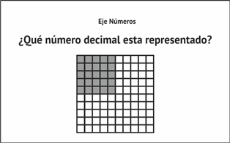 Eje Números
¿Qué número decimal esta representado?